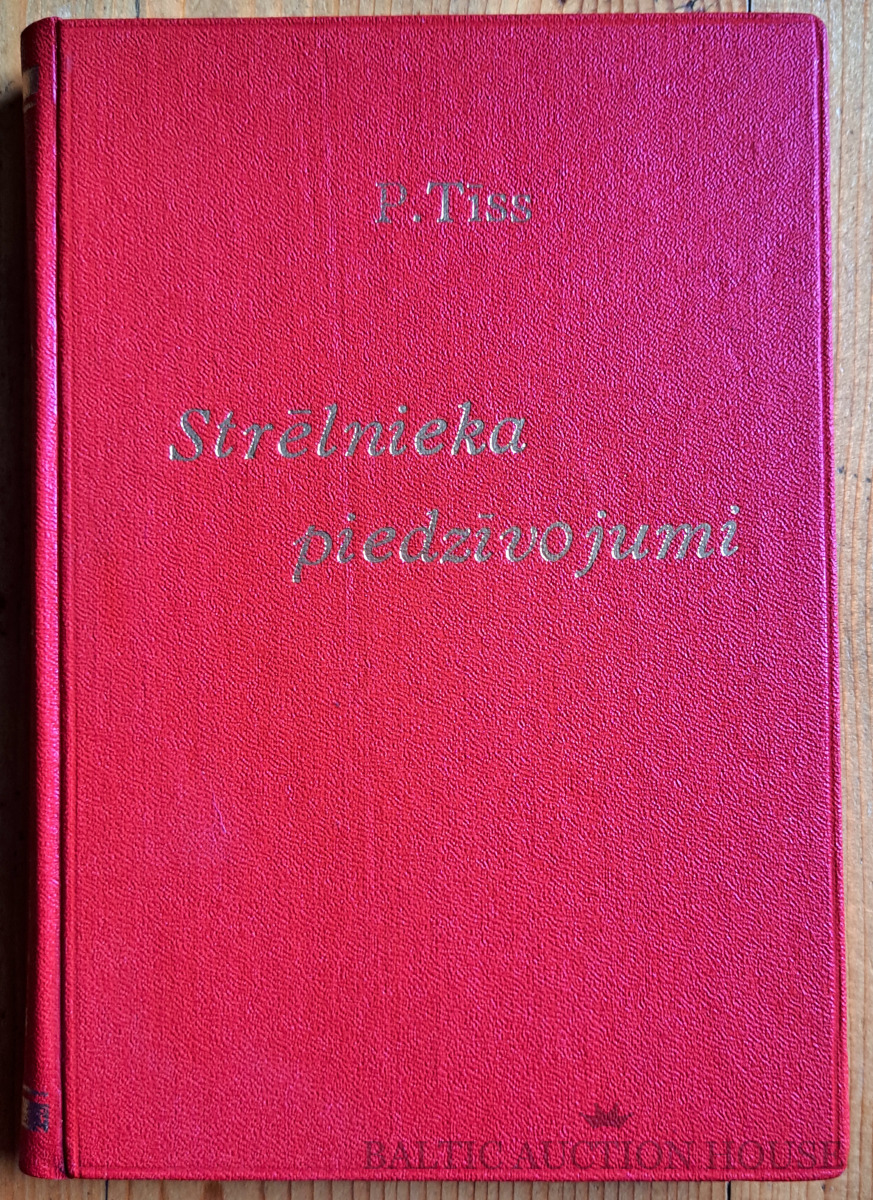 P. Tīss
Strēlnieka
piedzīvojumi
BALTIC AUCTION HOUSE